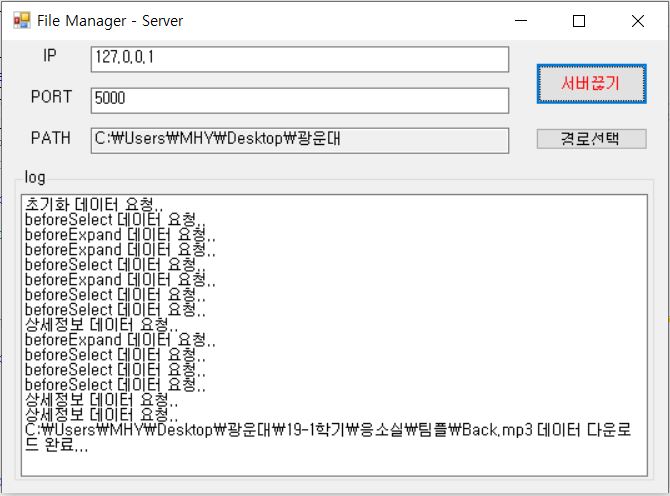 File Manager - Server
IP
127.0.0.1
서버끊기
PORT
5000
PATH
C:₩Users₩MHY₩Desktop₩광운대
경로선택
log
초기화 데이터 요청..
beforeSelect 데이터 요청..
beforeExpand 데이터 요청..
beforeExpand 데이터 요청..
beforeSelect 데이터 요청..
beforeExpand 데이터 요청..
beforeSelect 데이터 요청..
beforeSelect 데이터 요청..
상세정보 데이터 요청..
beforeExpand 데이터 요청..
beforeSelect 데이터 요청..
beforeSelect 데이터 요청..
beforeSelect 데이터 요청..
상세정보 데이터 요청..
상세정보 데이터 요청..
C:₩Users₩MHY₩Desktop₩광운대₩19-1학기₩응소실₩팀플₩Back.mp3 데이터 다운로
드 완료...